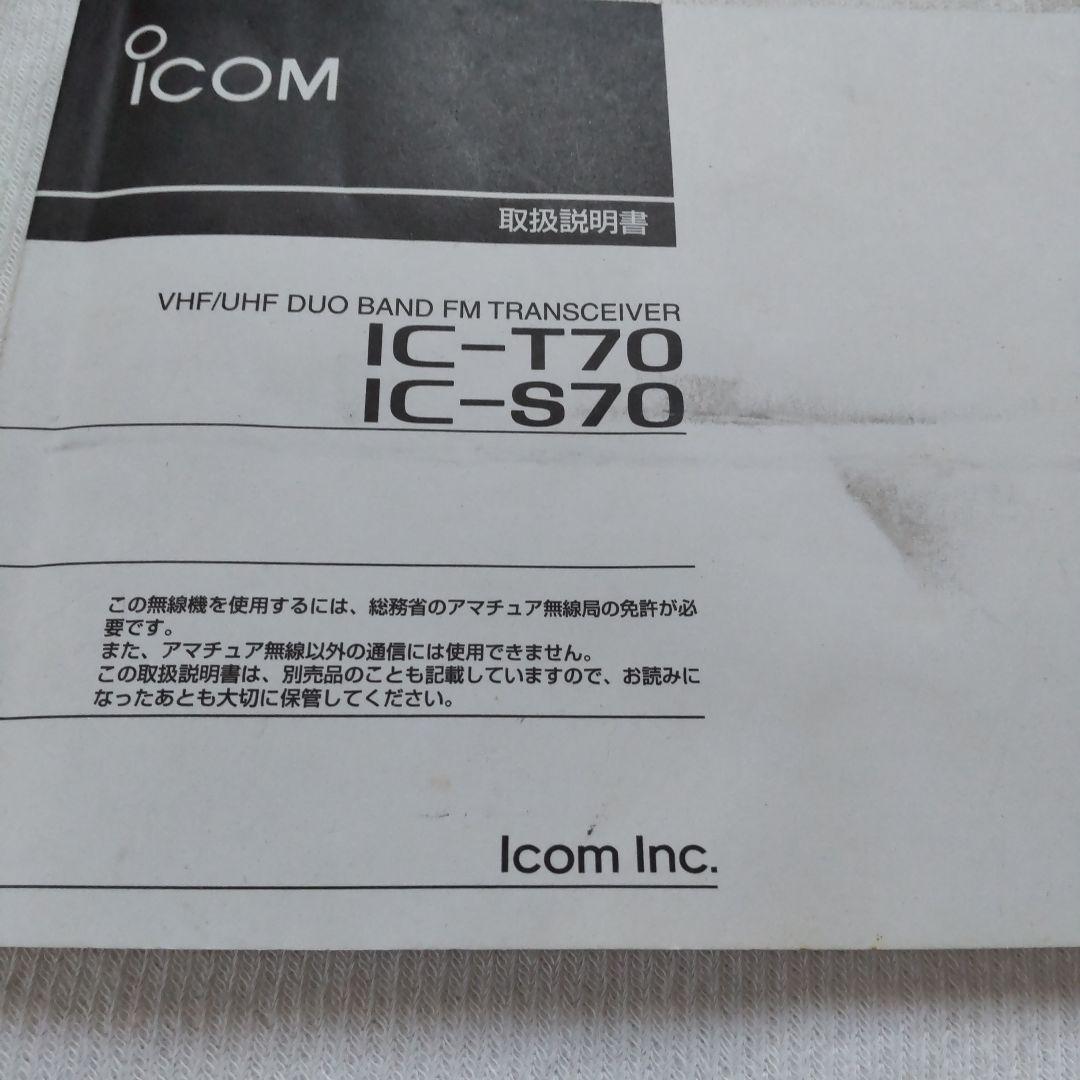 iCOM
取扱説明書
VHF/UHF DUO BAND FM TRANSCEIVER
IC-T70
IC-S70
この無線機を使用するには、総務省のアマチュア無線局の免許が必
要です。
また、アマチュア無線以外の通信には使用できません。
この取扱説明書は、別売品のことも記載していますので、お読みに
なったあとも大切に保管してください。
Icom Inc.